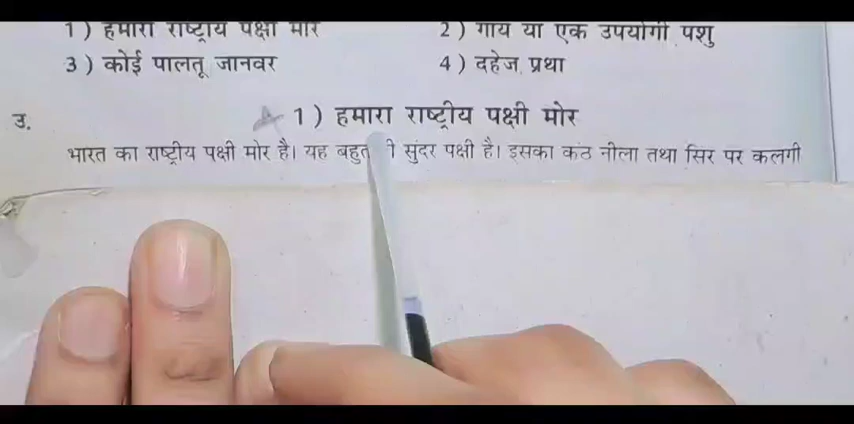 1 ) हमारा राष्ट्रीय पक्षी मोर 2 ) गाय या एक उपयोगी पशु
3 ) कोई पालतू जानवर 4 ) दहेज प्रथा
उ. 1 ) हमारा राष्ट्रीय पक्षी मोर
भारत का राष्ट्रीय पक्षी मोर है। यह सुंदर पक्षी है। इसका कंठ नीला तथा सिर पर कलगी